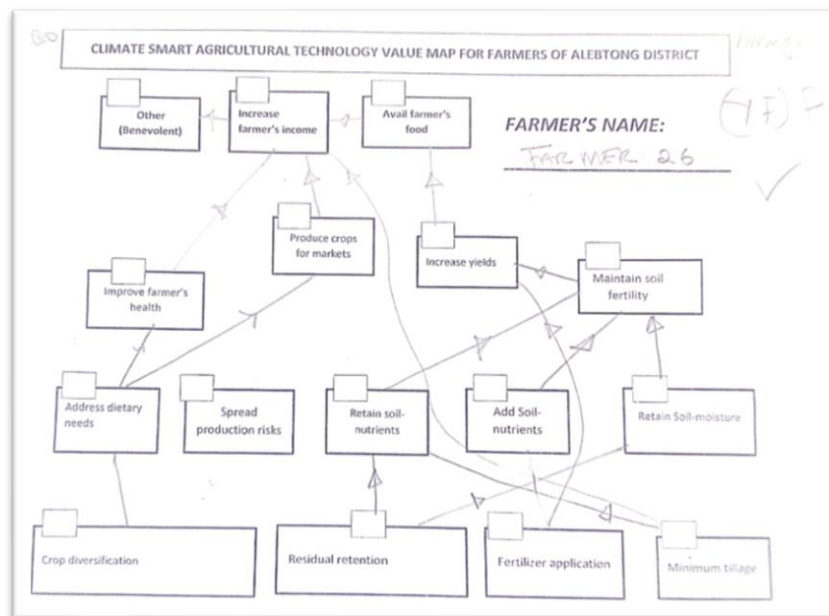 CLIMATE SMART AGRICULTURAL TECHNOLOGY VALUE MAP FOR FARMERS OF ALEBTONG DISTRICT
Other
(Benevolent)
Increase
farmer's income
Avail farmer's
food
FARMER'S NAME:
FARMER 26
Produce crops
for markets
Increase yields
Maintain soil
fertility
Improve farmer's
health
Address dietary
needs
Spread
production risks
Retain soil-
nutrients
Add Soil-
nutrients
Retain Soil-moisture
Crop diversification
Residual retention
Fertilizer application
Minimum tillage